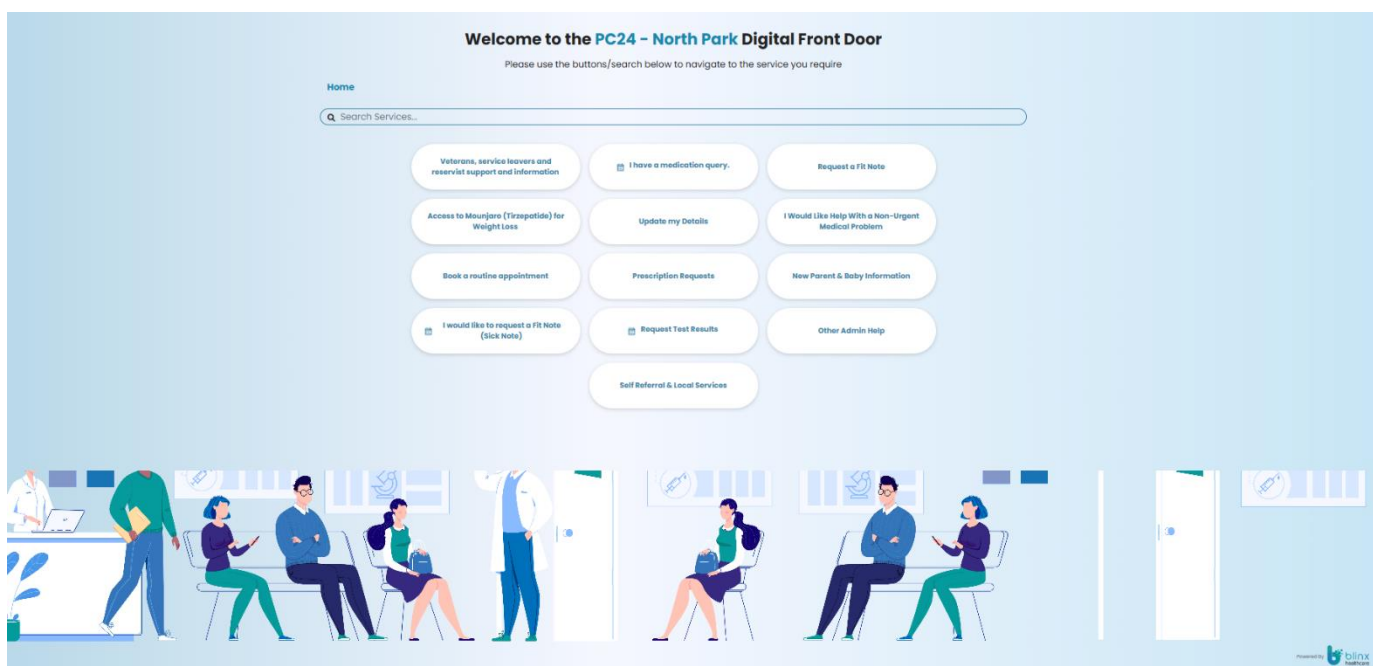 Welcome to the PC24 - North Park Digital Front Door
Please use the buttons/search below to navigate to the service you require
Home
Search Services...
Veterans, service leavers and
reservist support and information
I have a medication query.
Request a Fit Note
Access to Mounjaro (Tirzepatide) for
Weight Loss
Update my Details
I Would Like Help With a Non-Urgent
Medical Problem
Book a routine appointment
Prescription Requests
New Parent & Baby Information
I would like to request a Fit Note
(Sick Note)
Request Test Results
Other Admin Help
Self Referral & Local Services
Powered by blinx
healthcare